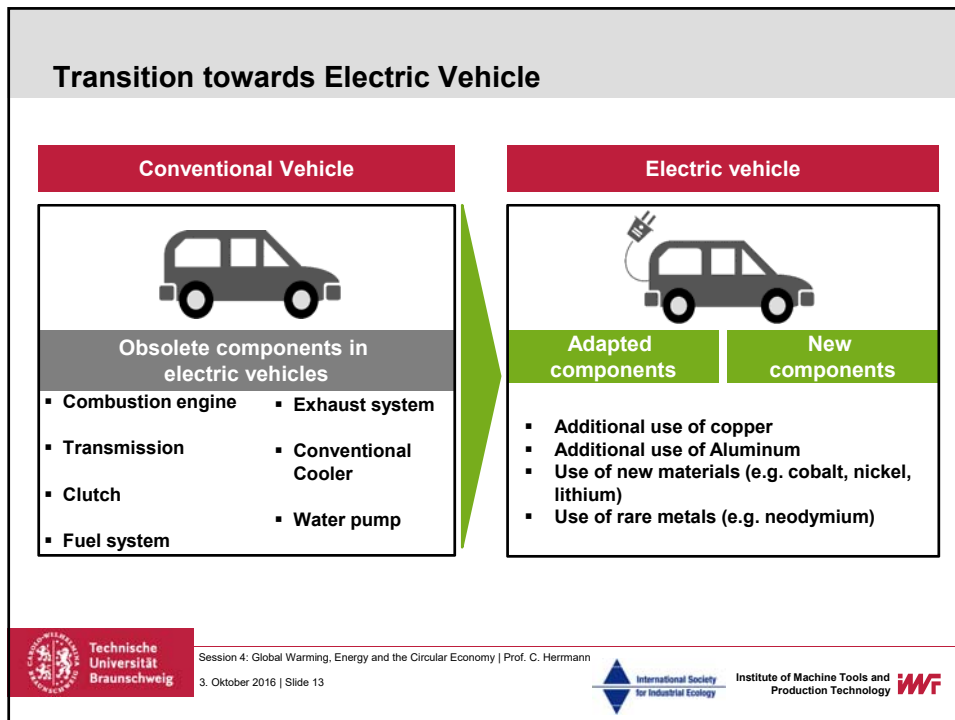 Transition towards Electric Vehicle
Conventional Vehicle
Obsolete components in
electric vehicles
▪ Combustion engine
▪ Transmission
▪ Clutch
▪ Fuel system
▪ Exhaust system
▪ Conventional
Cooler
▪ Water pump
Electric vehicle
Adapted
components
New
components
▪ Additional use of copper
▪ Additional use of Aluminum
▪ Use of new materials (e.g. cobalt, nickel,
lithium)
▪ Use of rare metals (e.g. neodymium)
CAROLO-WILHELMINA
BRAUNSCHWEIG
Technische
Universität
Braunschweig
Session 4: Global Warming, Energy and the Circular Economy | Prof. C. Herrmann
3. Oktober 2016 | Slide 13
International Society
for Industrial Ecology
Institute of Machine Tools and
Production Technology
IWF